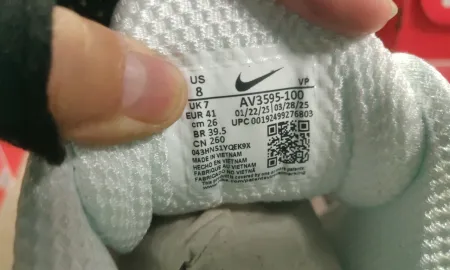 US
8
VP
UK 7
AV3595-100
EUR 41
01/22/25 | 03/28/25
cm 26
UPC 00192499276803
BR 39.5
CN 260
043HNS1YQEK9X
MADE IN VIETNAM
HECHO EN VIETNAM
FABRIQUÉ AU VIETNAM